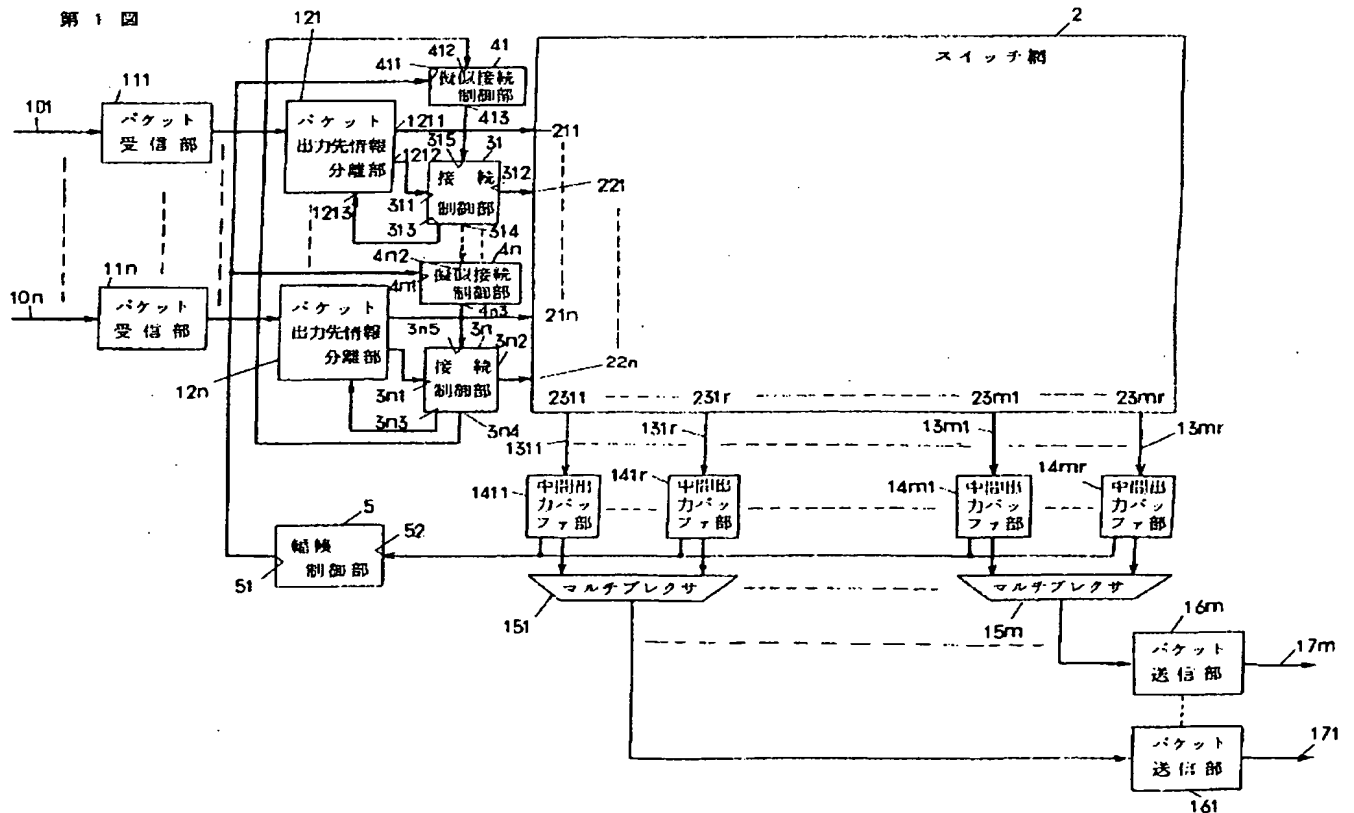 第 1 図
121
2
412
41
スイッチ網
111
411
擬似接続
制御部
101
パケット
受信部
パケット
出力先情報
分離部
1211
413
211
1212
315
31
312
接続
制御部
221
1213
311
313
314
4n2
4n
11n
4m1
擬似接続
制御部
10n
パケット
受信部
パケット
出力先情報
分離部
4n3
21n
3n5
3n
3n2
接続
制御部
22n
12n
3n1
3n3
3n4
2311
231r
23m1
23mr
1311
131r
13m1
13mr
1411
中間出
力バッ
ファ部
141r
中間出
力バッ
ファ部
14m1
中間出
力バッ
ファ部
14mr
中間出
力バッ
ファ部
5
52
輻輳
制御部
51
マルチプレクサ
マルチプレクサ
151
15m
16m
パケット
送信部
17m
パケット
送信部
171
161